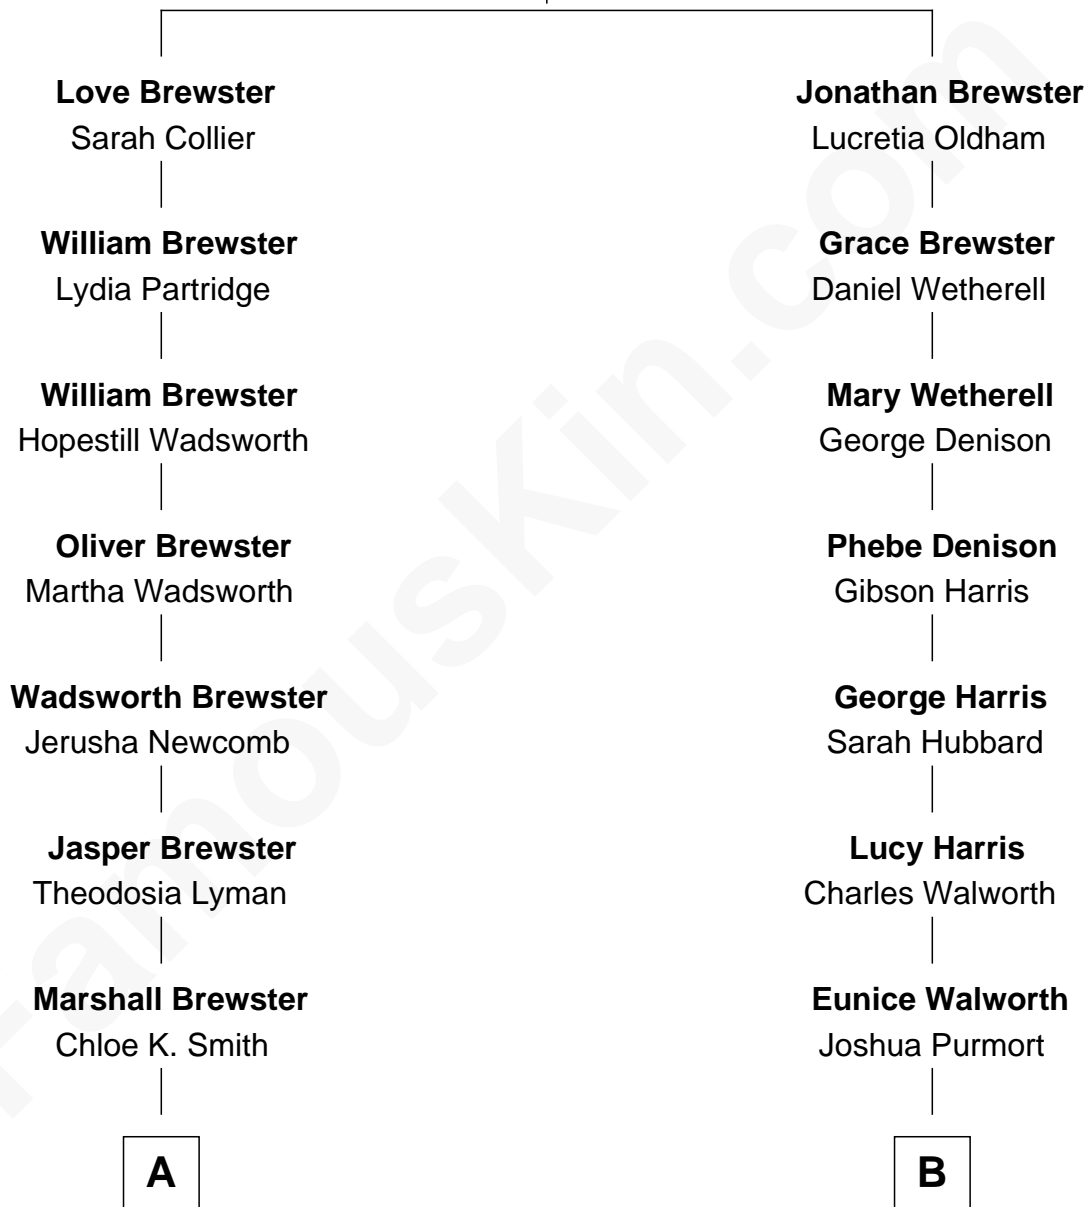 Love Brewster
Sarah Collier
William Brewster
Lydia Partridge
William Brewster
Hopestill Wadsworth
Oliver Brewster
Martha Wadsworth
Wadsworth Brewster
Jerusha Newcomb
Jasper Brewster
Theodosia Lyman
Marshall Brewster
Chloe K. Smith
A
Jonathan Brewster
Lucretia Oldham
Grace Brewster
Daniel Wetherell
Mary Wetherell
George Denison
Phebe Denison
Gibson Harris
George Harris
Sarah Hubbard
Lucy Harris
Charles Walworth
Eunice Walworth
Joshua Purmort
B
FamousKin.com